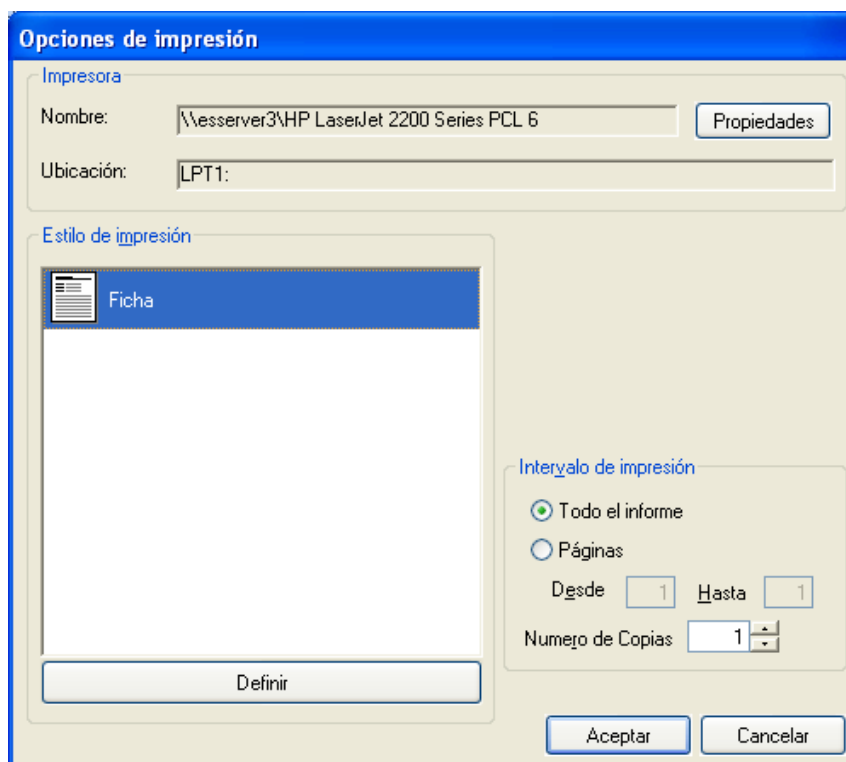 Opciones de impresión
Impresora
Nombre: \\esserver3\HP LaserJet 2200 Series PCL 6 Propiedades
Ubicación: LPT1:
Estilo de impresión
Ficha
Definir
Intervalo de impresión
Todo el informe
Páginas
Desde 1 Hasta 1
Numero de Copias 1
Aceptar Cancelar